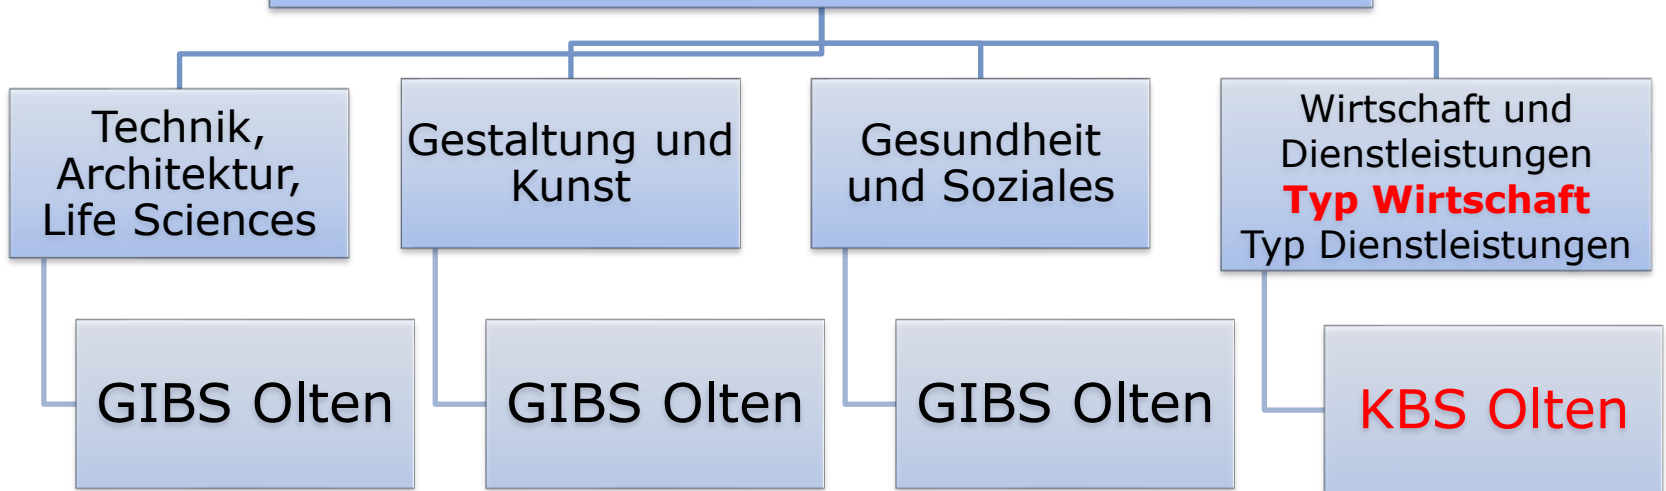 Technik,
Architektur,
Life Sciences
Gestaltung und
Kunst
Gesundheit
und Soziales
Wirtschaft und
Dienstleistungen
Typ Wirtschaft
Typ Dienstleistungen
GIBS Olten
GIBS Olten
GIBS Olten
KBS Olten